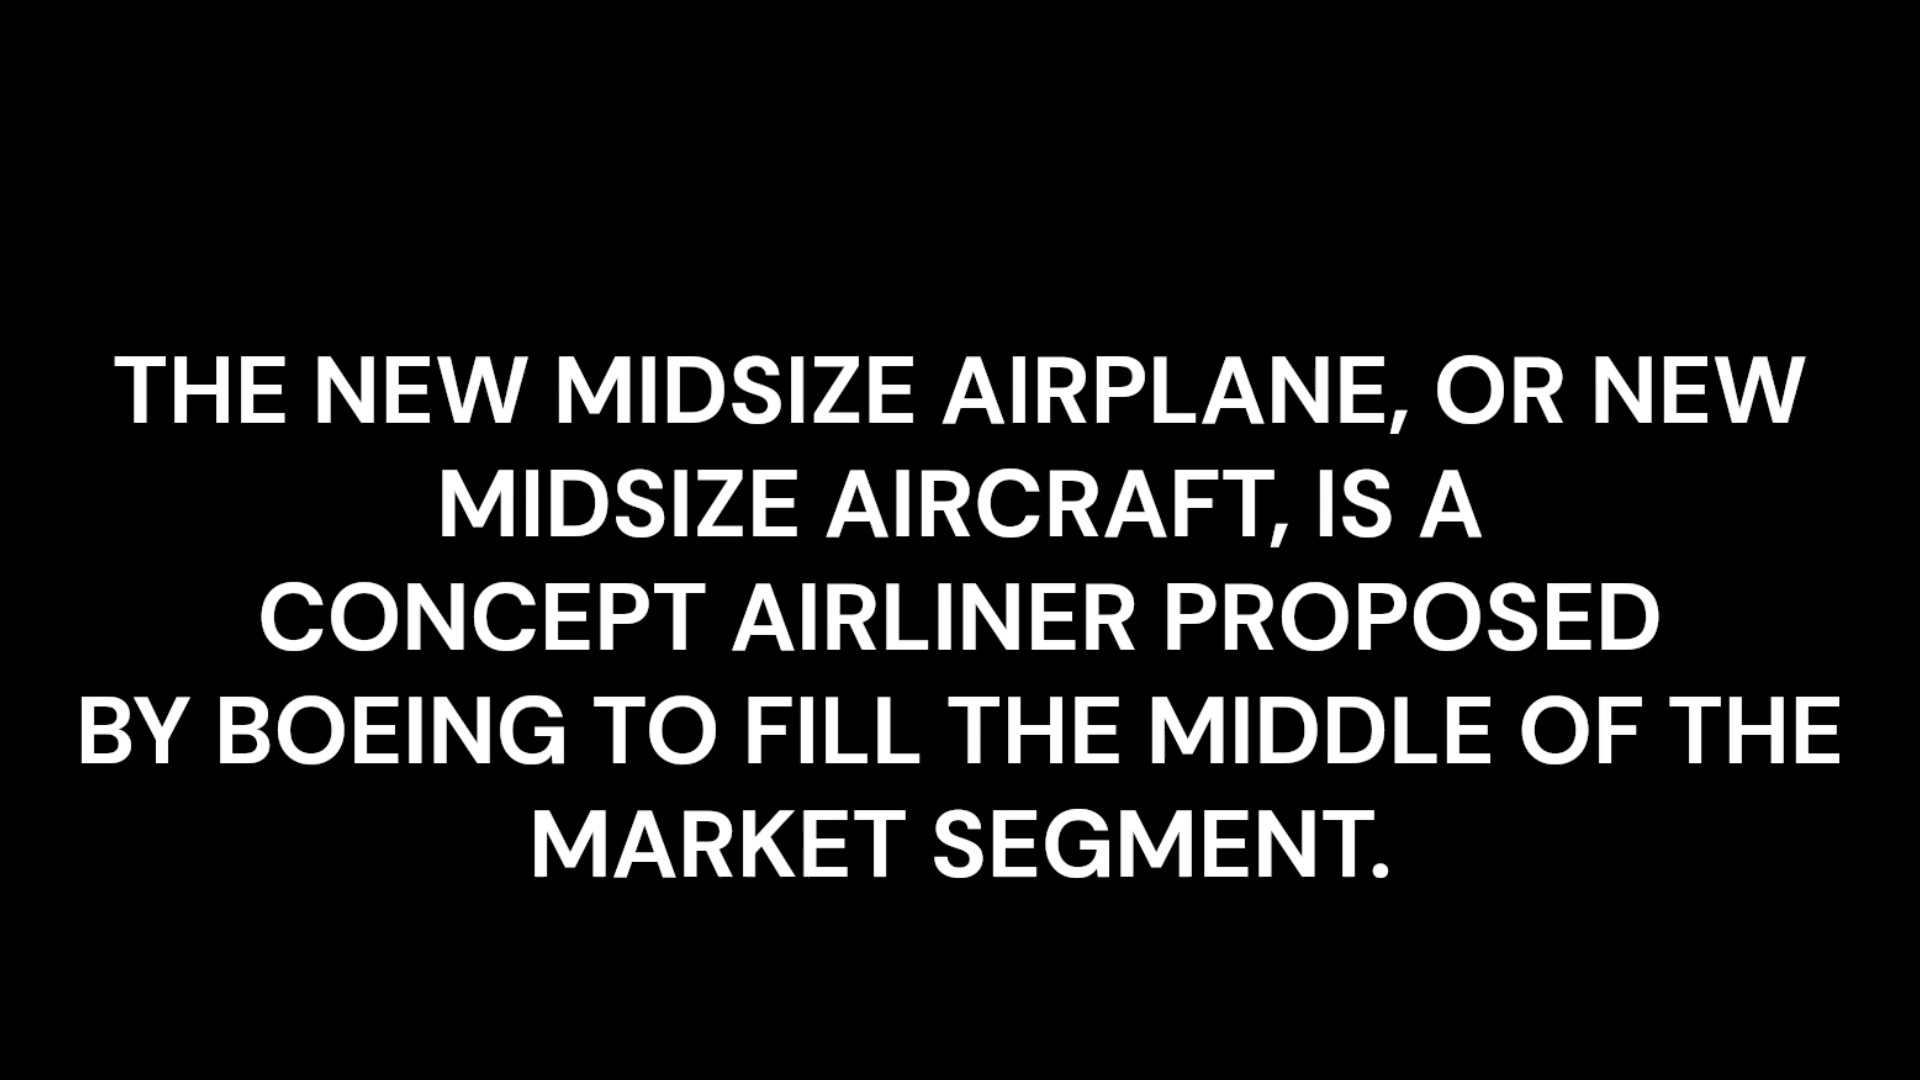 THE NEW MIDSIZE AIRPLANE, OR NEW
MIDSIZE AIRCRAFT, IS A
CONCEPT AIRLINER PROPOSED
BY BOEING TO FILL THE MIDDLE OF THE
MARKET SEGMENT.